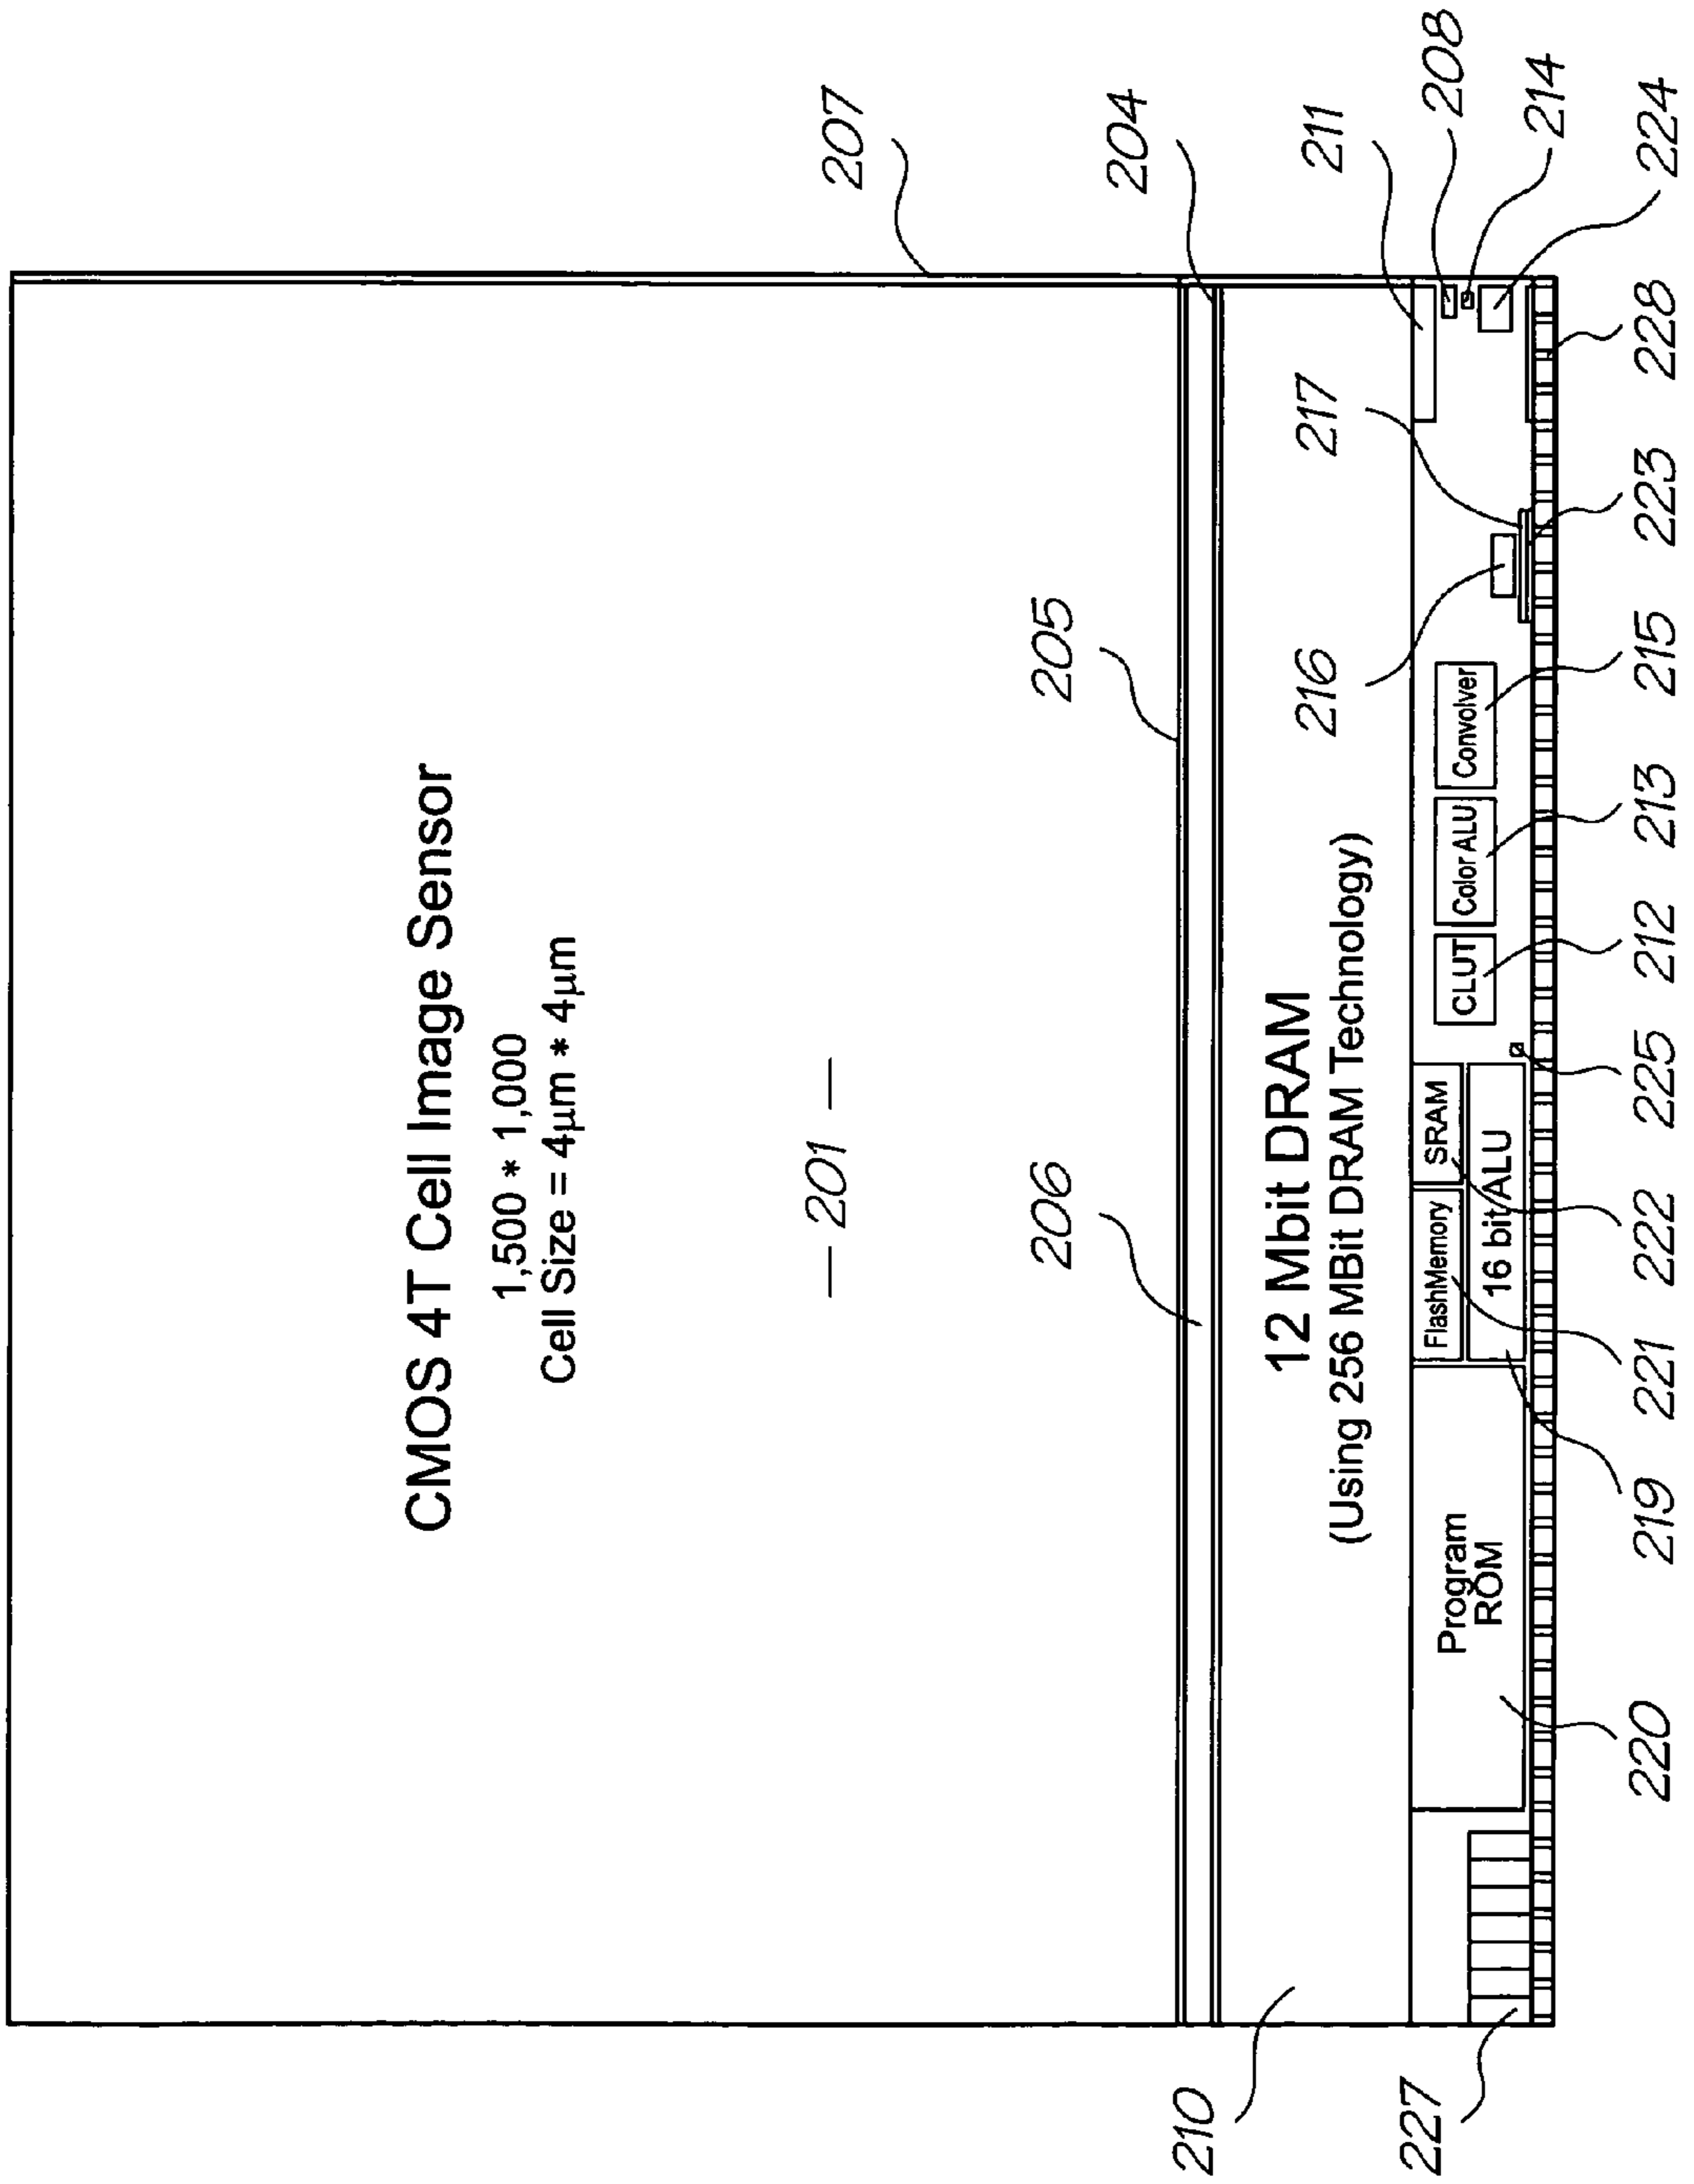 CMOS 4T Cell Image Sensor
1,500 * 1,000
Cell Size = 4µm * 4µm
— 201 —
207
205
206
204
12 Mbit DRAM
(Using 256 MBit DRAM Technology)
210
211
208
214
224
217
216
Program
ROM
FlashMemory
SRAM
16 bit ALU
CLUT
Color ALU
Convolver
227
220
219
221
222
225
212
213
215
223
228